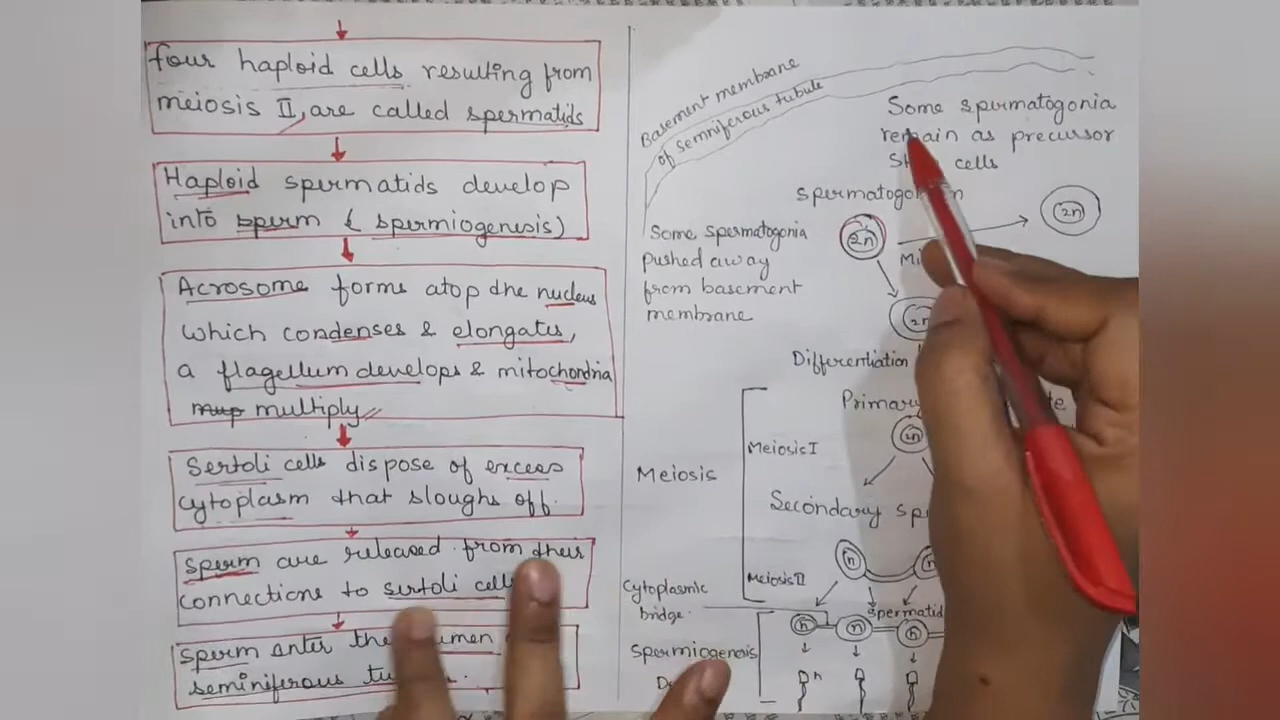 four haploid cells resulting from
meiosis II, are called spermatids
Haploid spermatids develop
into sperm ( spermiogenesis)
Acrosome forms atop the nucleus
which condenses & elongates,
a flagellum develops & mitochondria
multiply
Sertoli cells dispose of excess
cytoplasm that sloughs off.
sperm are released from their
connections to sertoli
sperm enter the
seminiferous
Basement membrane
of semniferous tubule
Some spermatogonia
remain as precursor
cells
2n
2n
Some spermatogonia
pushed away
from basement
membrane
2n
Differentiation
Primary
2n
Meiosis I
Meiosis
Secondary
n
n
Meiosis II
Cytoplasmic
bridge.
spermatid
n
n
n
Spermiogenesis
n